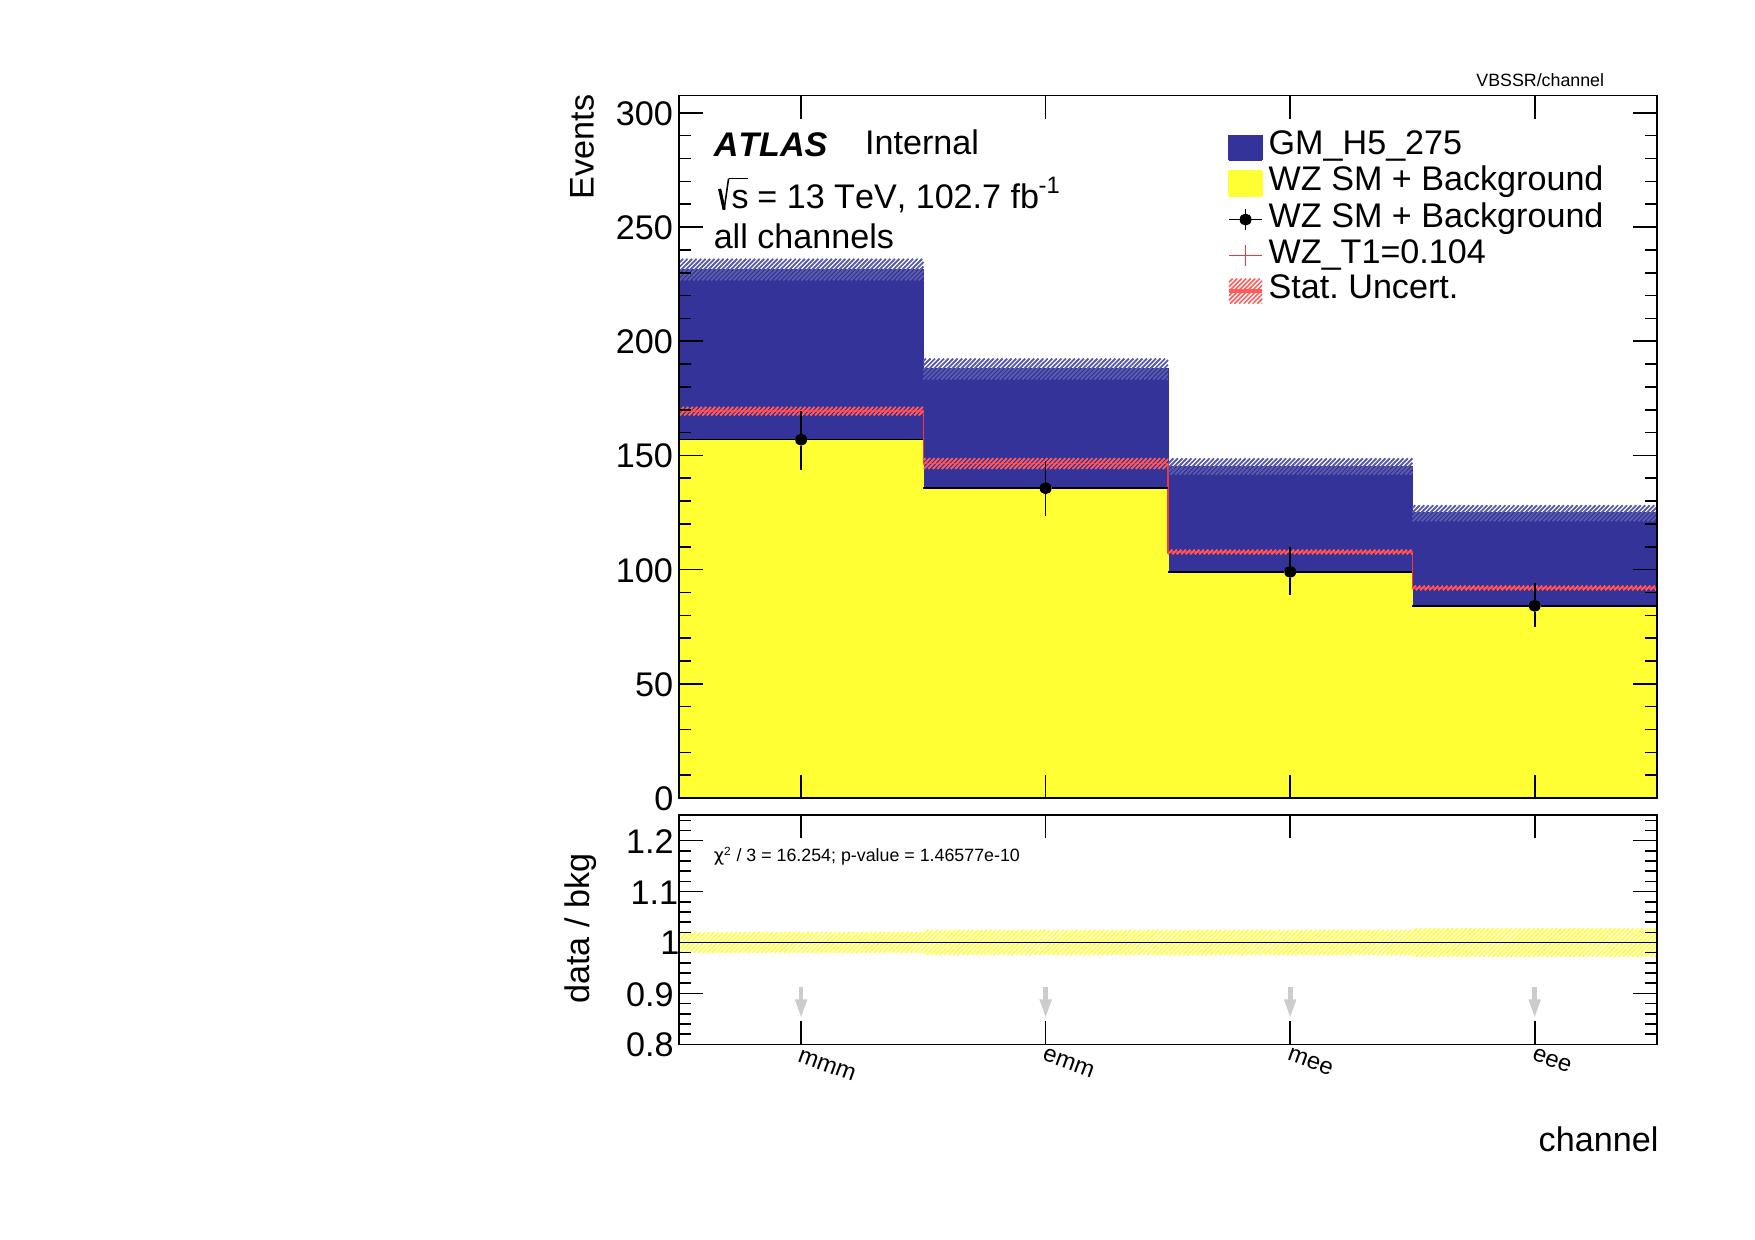 VBSSR/channel
Events
300
250
200
150
100
50
0
ATLAS Internal
√s = 13 TeV, 102.7 fb-1
all channels
GM_H5_275
WZ SM + Background
WZ SM + Background
WZ_T1=0.104
Stat. Uncert.
data / bkg
1.2
1.1
1
0.9
0.8
χ2 / 3 = 16.254; p-value = 1.46577e-10
mmm
emm
mee
eee
channel